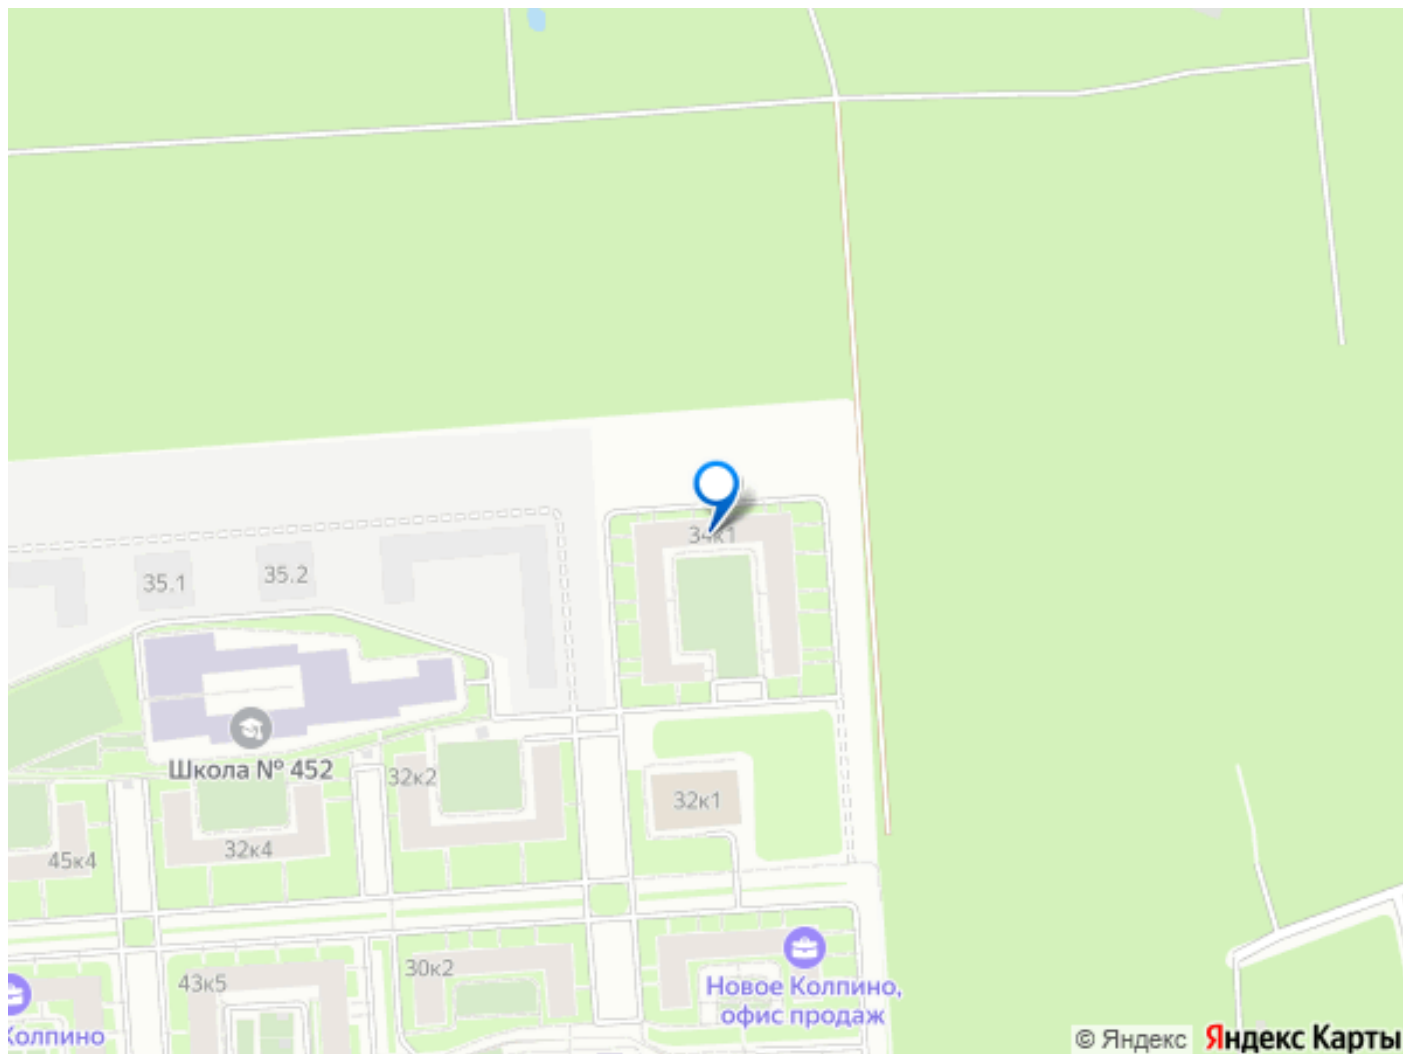 34к1
35.2
35.1
Школа № 452
32к2
32к1
32к4
45к4
30к2
43к5
Новое Колпино,
офис продаж
Колпино
© Яндекс Яндекс Карты